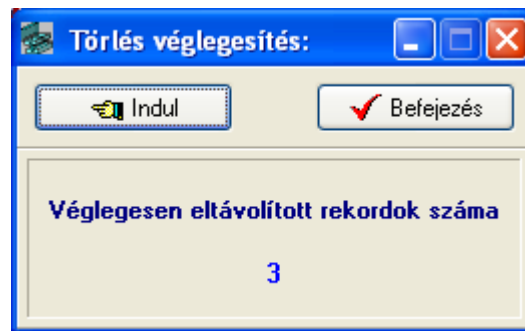 Törlés véglegesítés:
Indul
Befejezés
Véglegesen eltávolított rekordok száma
3